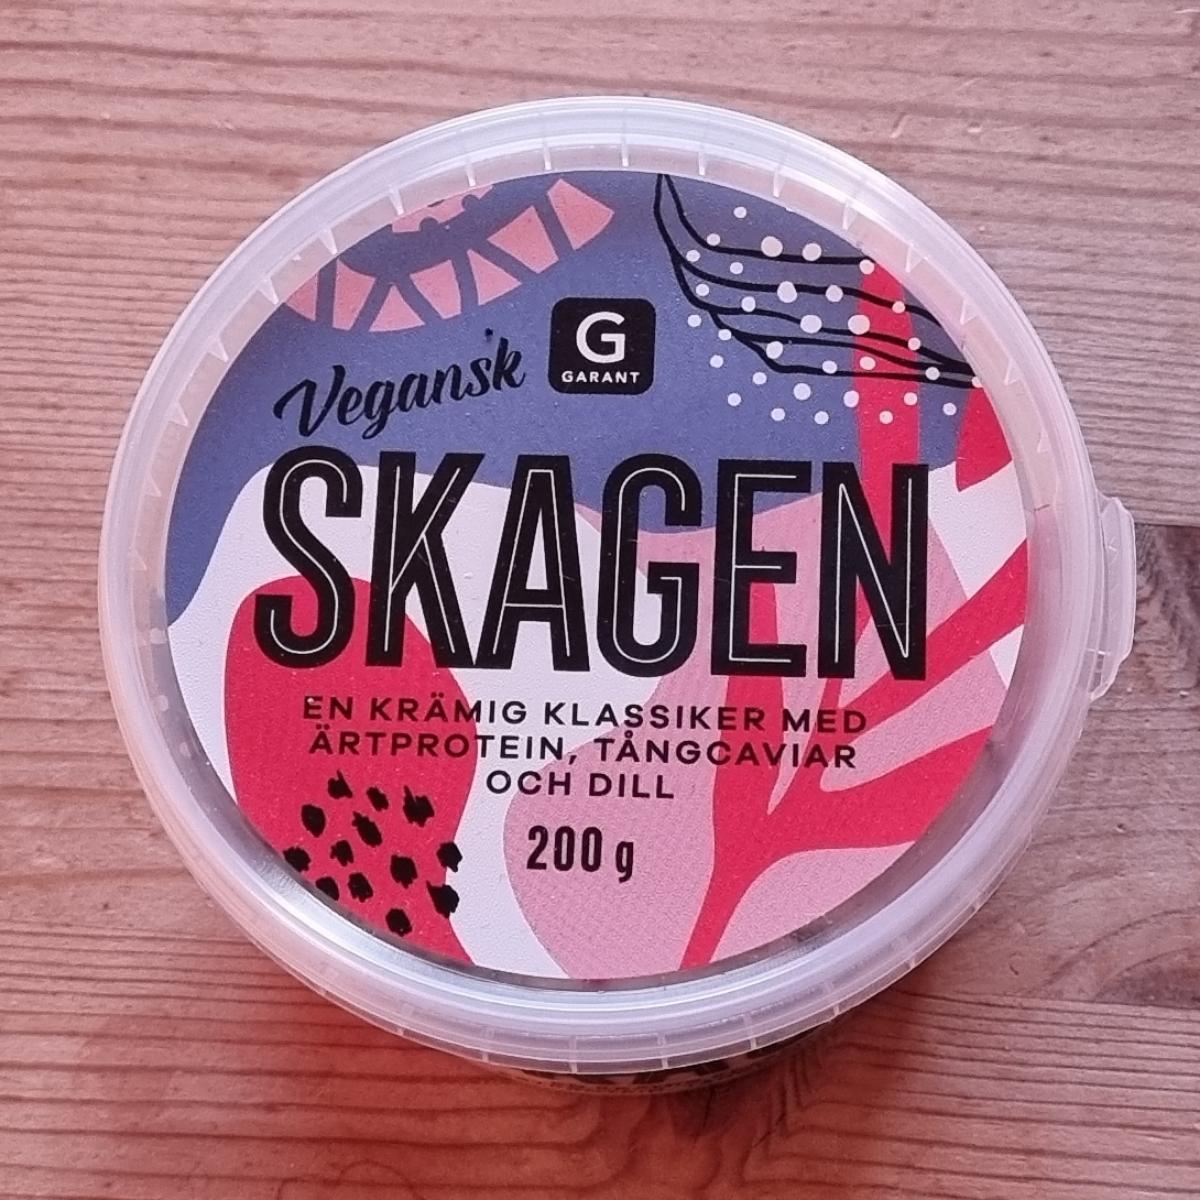 Vegansk
G
GARANT
SKAGEN
EN KRÄMIG KLASSIKER MED
ÄRTPROTEIN, TÅNGCAVIAR
OCH DILL
200 g